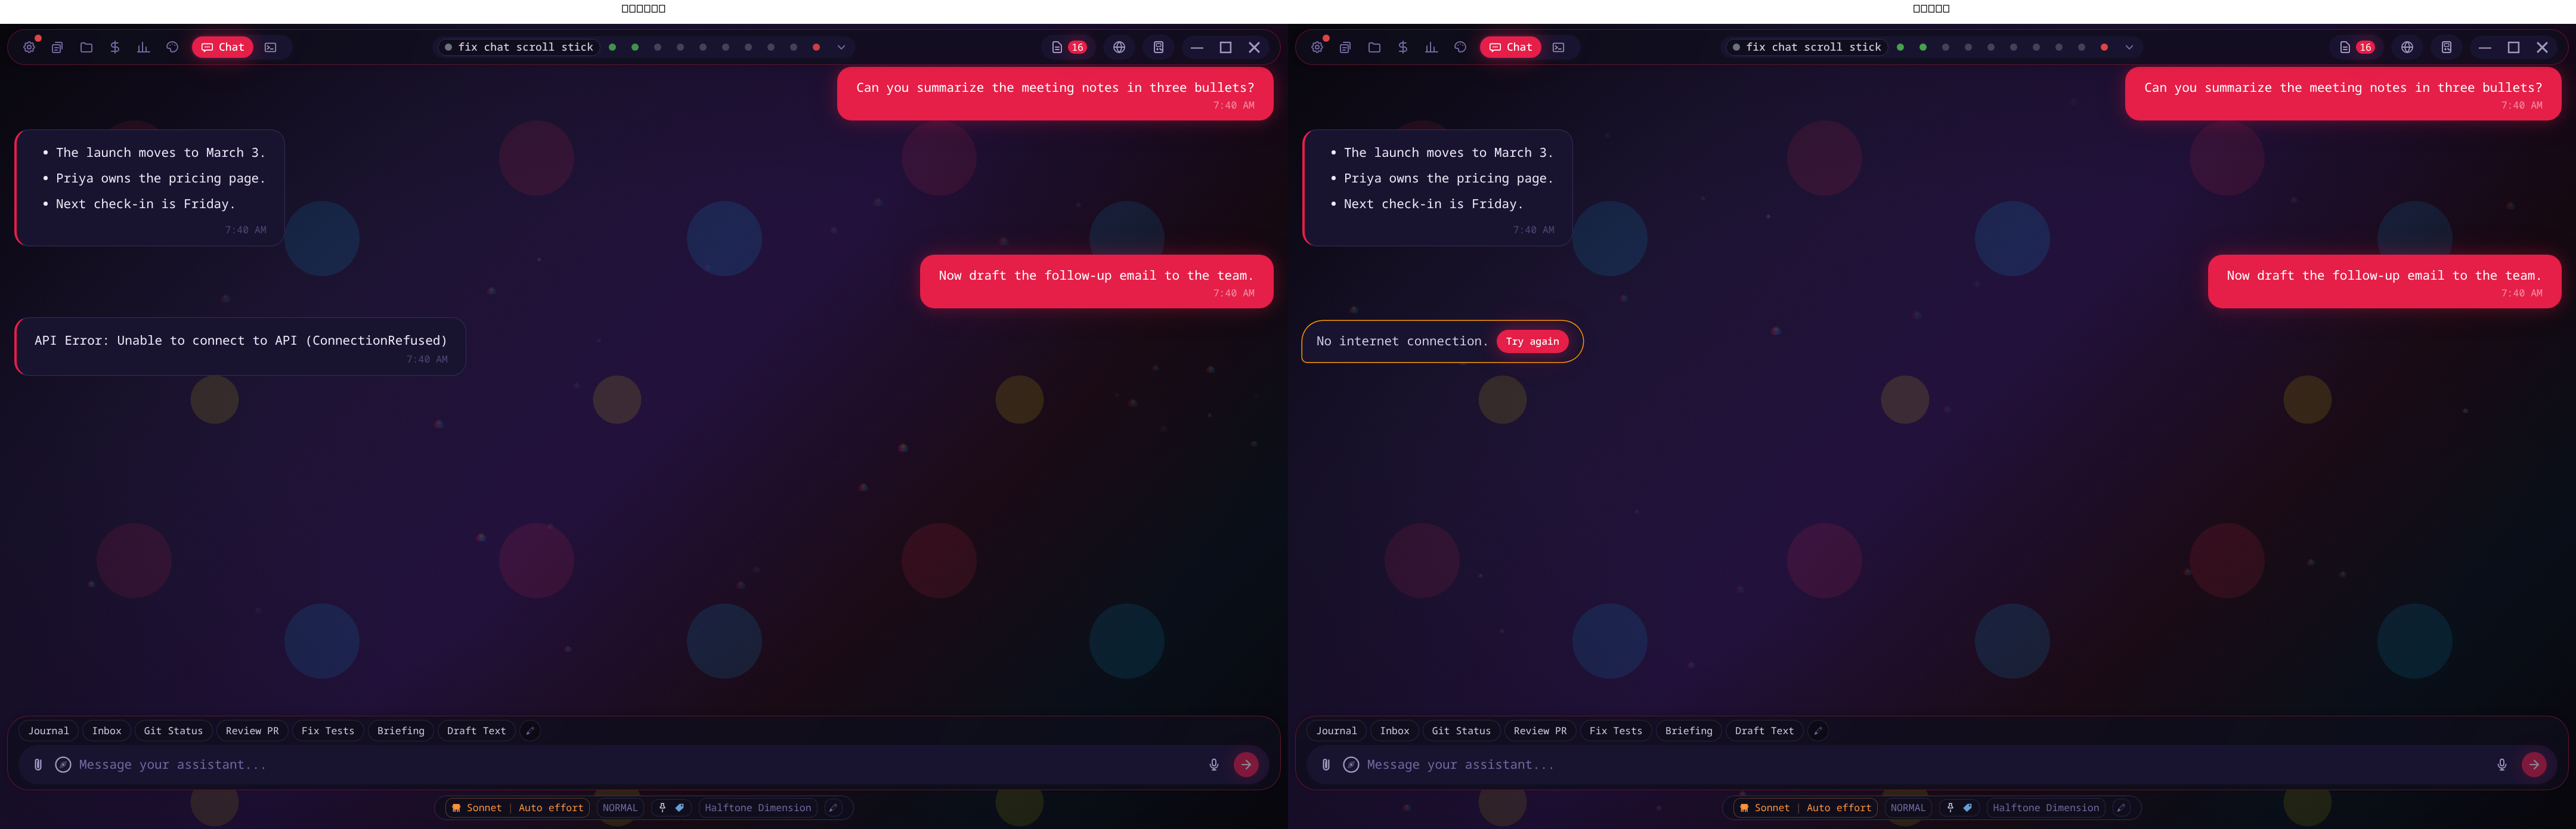 Chat
fix chat scroll stick
16
Can you summarize the meeting notes in three bullets?
7:40 AM
• The launch moves to March 3.
• Priya owns the pricing page.
• Next check-in is Friday.
7:40 AM
Now draft the follow-up email to the team.
7:40 AM
API Error: Unable to connect to API (ConnectionRefused)
7:40 AM
Journal
Inbox
Git Status
Review PR
Fix Tests
Briefing
Draft Text
Message your assistant...
Sonnet | Auto effort
NORMAL
Halftone Dimension
Chat
fix chat scroll stick
16
Can you summarize the meeting notes in three bullets?
7:40 AM
• The launch moves to March 3.
• Priya owns the pricing page.
• Next check-in is Friday.
7:40 AM
Now draft the follow-up email to the team.
7:40 AM
No internet connection.
Try again
Journal
Inbox
Git Status
Review PR
Fix Tests
Briefing
Draft Text
Message your assistant...
Sonnet | Auto effort
NORMAL
Halftone Dimension